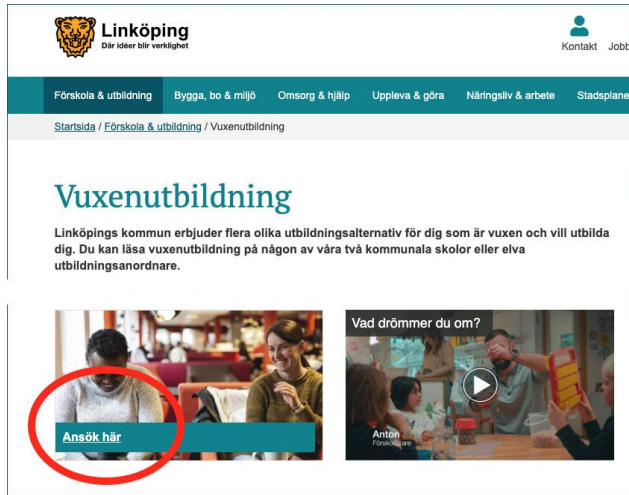 Linköping
Där idéer blir verklighet
Kontakt Jobb
Förskola & utbildning Bygga, bo & miljö Omsorg & hjälp Uppleva & göra Näringsliv & arbete Stadsplane
Startsida / Förskola & utbildning / Vuxenutbildning
Vuxenutbildning
Linköpings kommun erbjuder flera olika utbildningsalternativ för dig som är vuxen och vill utbilda
dig. Du kan läsa vuxenutbildning på någon av våra två kommunala skolor eller elva
utbildningsanordnare.
Ansök här
Vad drömmer du om?
Anton
Förskollärare